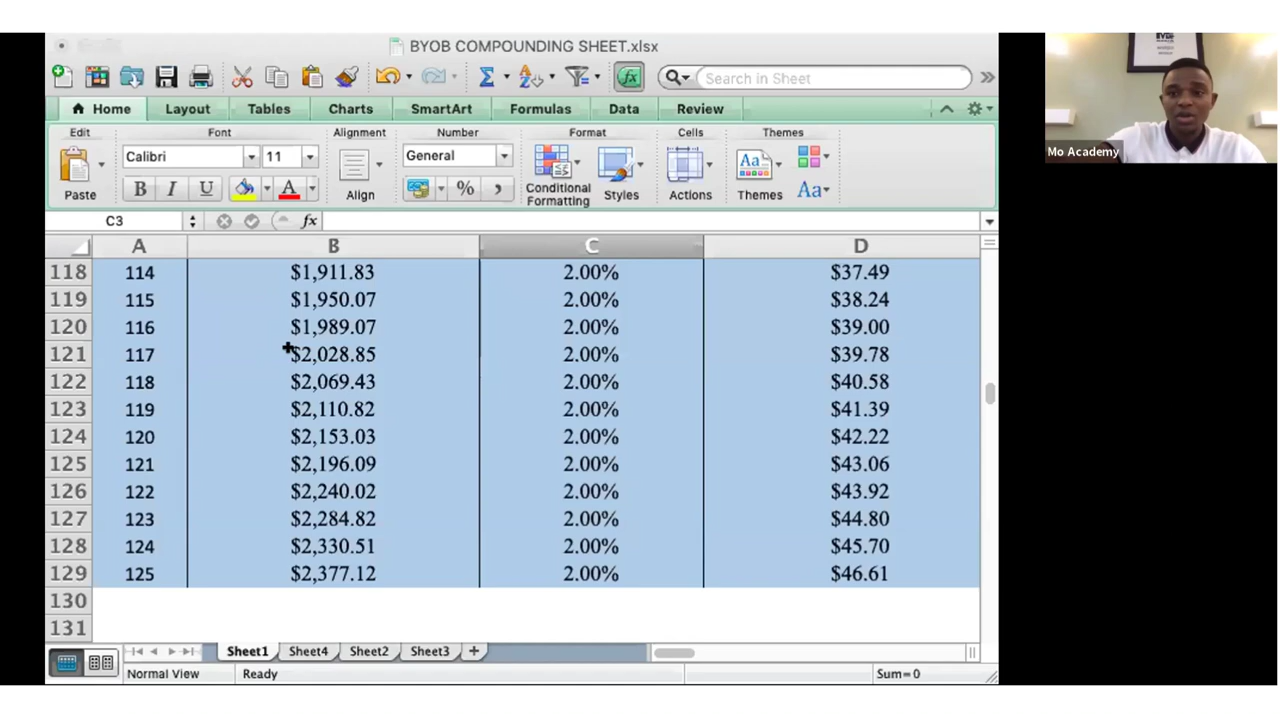 BYOB COMPOUNDING SHEET.xlsx
Search in Sheet
Home Layout Tables Charts SmartArt Formulas Data Review
Edit Font Alignment Number Format Cells Themes
Calibri 11 General
Paste B I U A Align % Conditional Formatting Styles Actions Aa Themes Aa
C3 fx
A B C D
118 114 $1,911.83 2.00% $37.49
119 115 $1,950.07 2.00% $38.24
120 116 $1,989.07 2.00% $39.00
121 117 $2,028.85 2.00% $39.78
122 118 $2,069.43 2.00% $40.58
123 119 $2,110.82 2.00% $41.39
124 120 $2,153.03 2.00% $42.22
125 121 $2,196.09 2.00% $43.06
126 122 $2,240.02 2.00% $43.92
127 123 $2,284.82 2.00% $44.80
128 124 $2,330.51 2.00% $45.70
129 125 $2,377.12 2.00% $46.61
130
131
Sheet1 Sheet4 Sheet2 Sheet3
Normal View Ready Sum=0
Mo Academy